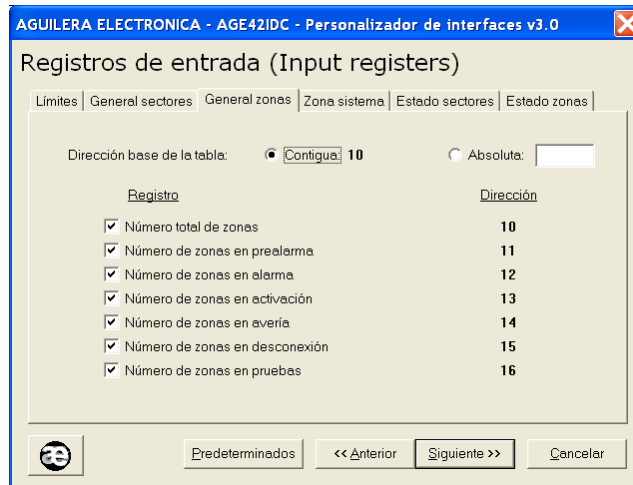 AGUILERA ELECTRONICA - AGE42IDC - Personalizador de interfaces v3.0
Registros de entrada (Input registers)
Límites General sectores General zonas Zona sistema Estado sectores Estado zonas
Dirección base de la tabla: Contigua: 10 Absoluta:
Registro Dirección
Número total de zonas 10
Número de zonas en prealarma 11
Número de zonas en alarma 12
Número de zonas en activación 13
Número de zonas en avería 14
Número de zonas en desconexión 15
Número de zonas en pruebas 16
æ Predeterminados << Anterior Siguiente >> Cancelar